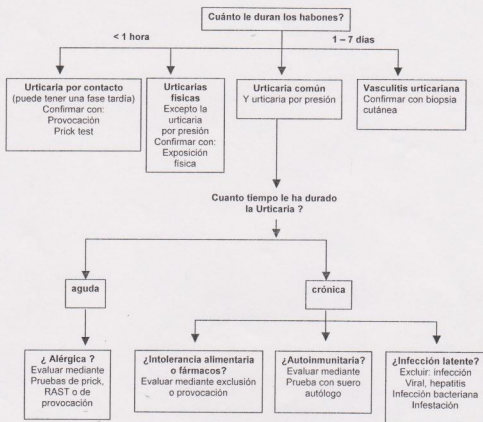 Cuánto le duran los habones?
< 1 hora
1 – 7 días
Urticaria por contacto
(puede tener una fase tardía)
Confirmar con:
Provocación
Prick test
Urticarias
físicas
Excepto la
urticaria
por presión
Confirmar con:
Exposición
física
Urticaria común
Y urticaria por presión
Vasculitis urticariana
Confirmar con biopsia
cutánea
Cuanto tiempo le ha durado
la Urticaria ?
aguda
crónica
¿ Alérgica ?
Evaluar mediante
Pruebas de prick,
RAST o de
provocación
¿Intolerancia alimentaria
o fármacos?
Evaluar mediante exclusión
o provocación
¿Autoinmunitaria?
Evaluar mediante
Prueba con suero
autólogo
¿Infección latente?
Excluir: infección
Viral, hepatitis
Infección bacteriana
Infestación